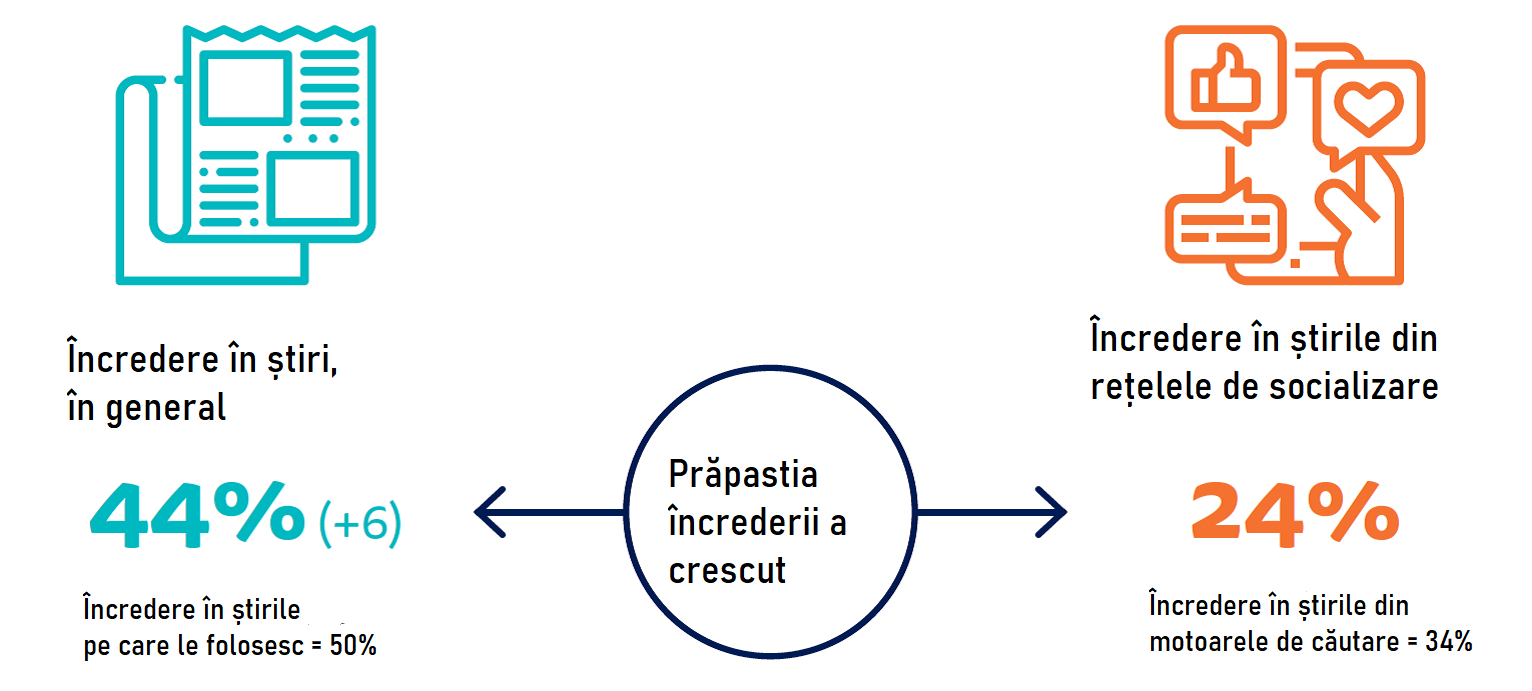 Încredere în știri,
în general
44% (+6)
Încredere în știrile
pe care le folosesc = 50%
Prăpastia
încrederii a
crescut
Încredere în știrile din
rețelele de socializare
24%
Încredere în știrile din
motoarele de căutare = 34%